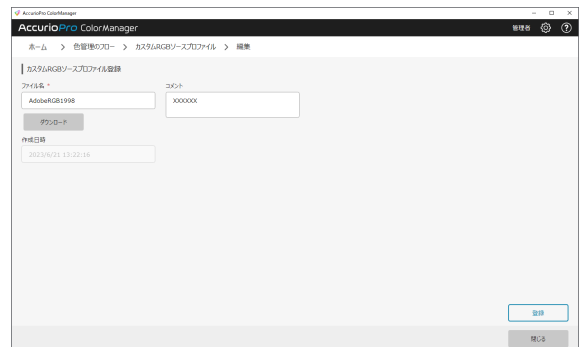 AccurioPro ColorManager
AccurioPro ColorManager 管理者
ホーム > 色管理のフロー > カスタムRGBソースプロファイル > 編集
カスタムRGBソースプロファイル登録
ファイル名 * コメント
AdobeRGB1998 XXXXXX
ダウンロード
作成日時
2023/6/21 13:22:16
登録
閉じる